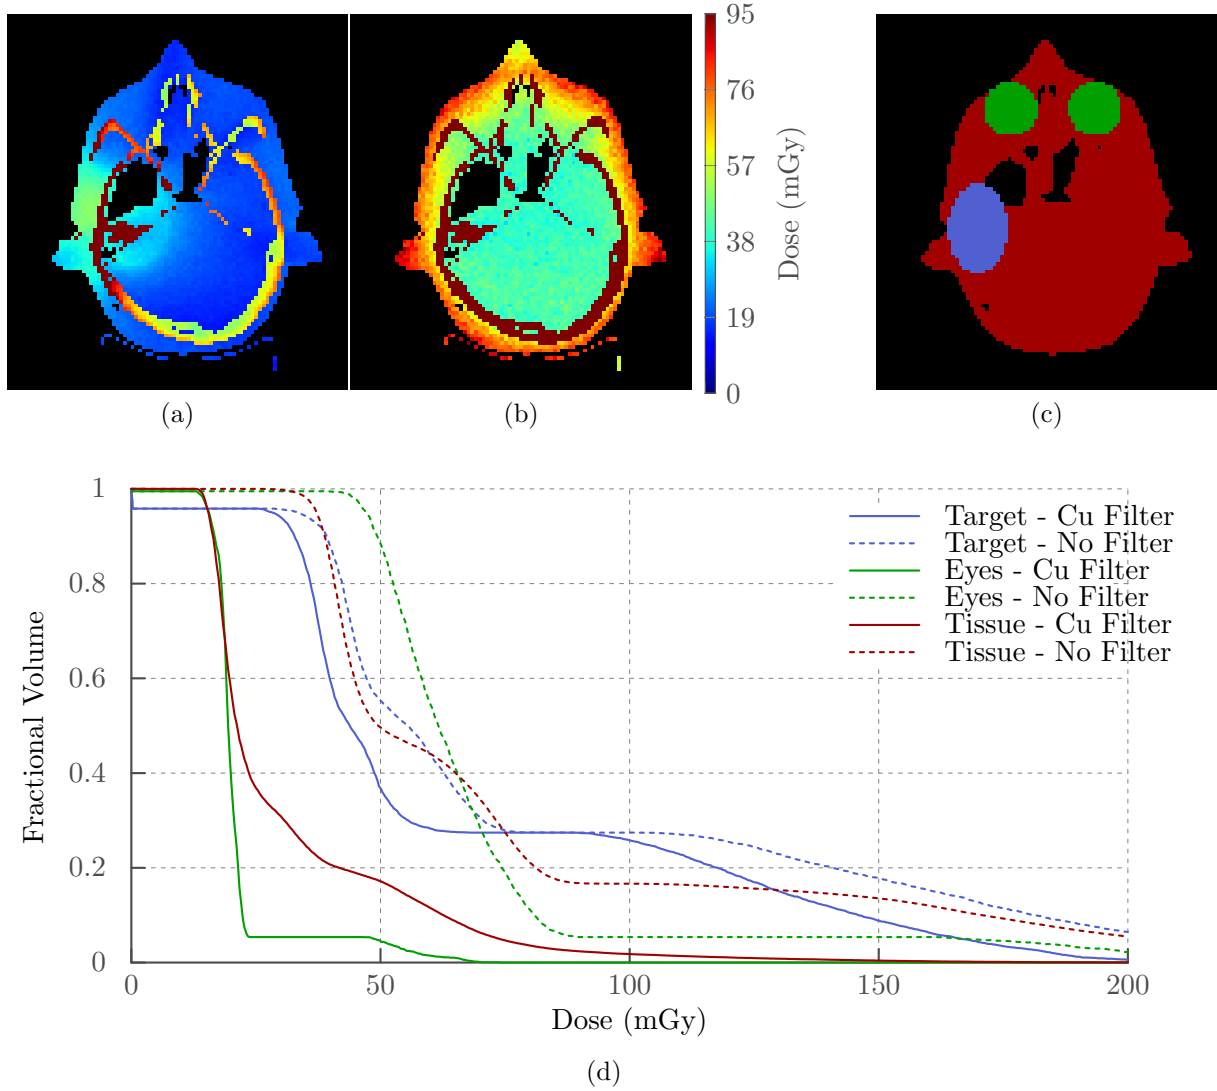 95
76
57
38
19
0
Dose (mGy)
(a)
(b)
(c)
1
0.8
0.6
0.4
0.2
0
Fractional Volume
Target - Cu Filter
Target - No Filter
Eyes - Cu Filter
Eyes - No Filter
Tissue - Cu Filter
Tissue - No Filter
0
50
100
150
200
Dose (mGy)
(d)